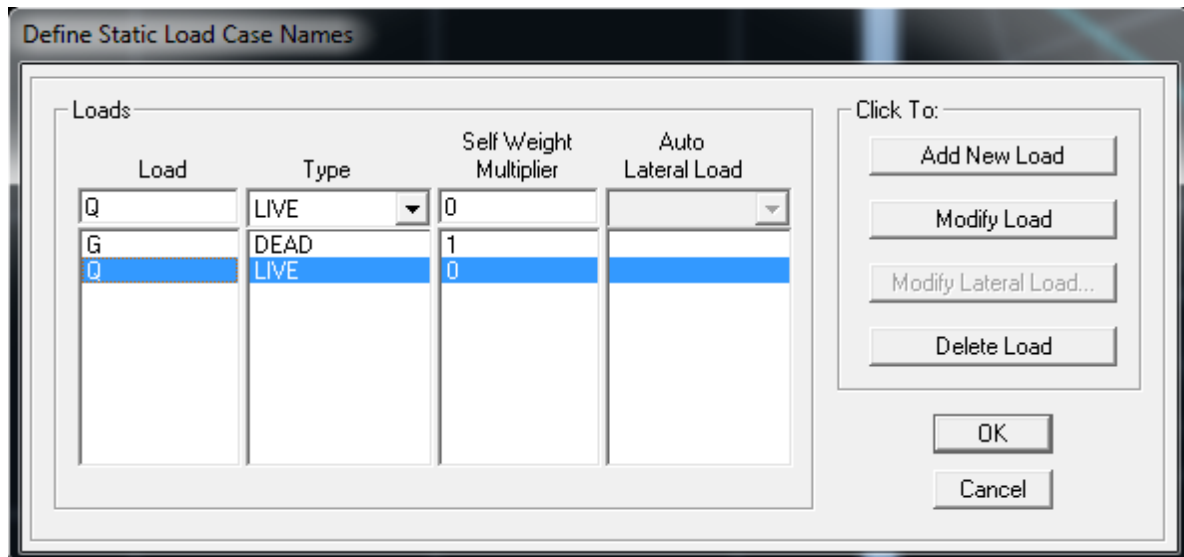 Define Static Load Case Names
Loads
Load Type Self Weight Multiplier Auto Lateral Load
Q LIVE 0
G DEAD 1
Q LIVE 0
Click To:
Add New Load
Modify Load
Modify Lateral Load...
Delete Load
OK
Cancel